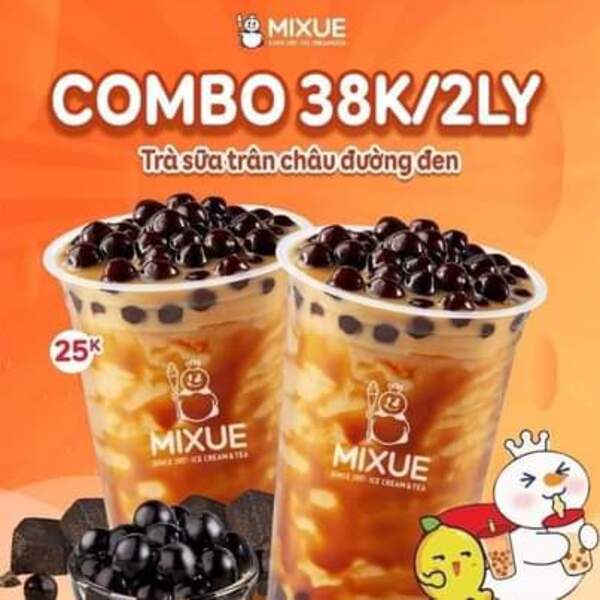 MIXUE
COMBO 38K/2LY
Trà sữa trân châu đường đen
25K
MIXUE
SINCE 1997 · ICE CREAM & TEA
MIXUE
SINCE 1997 · ICE CREAM & TEA